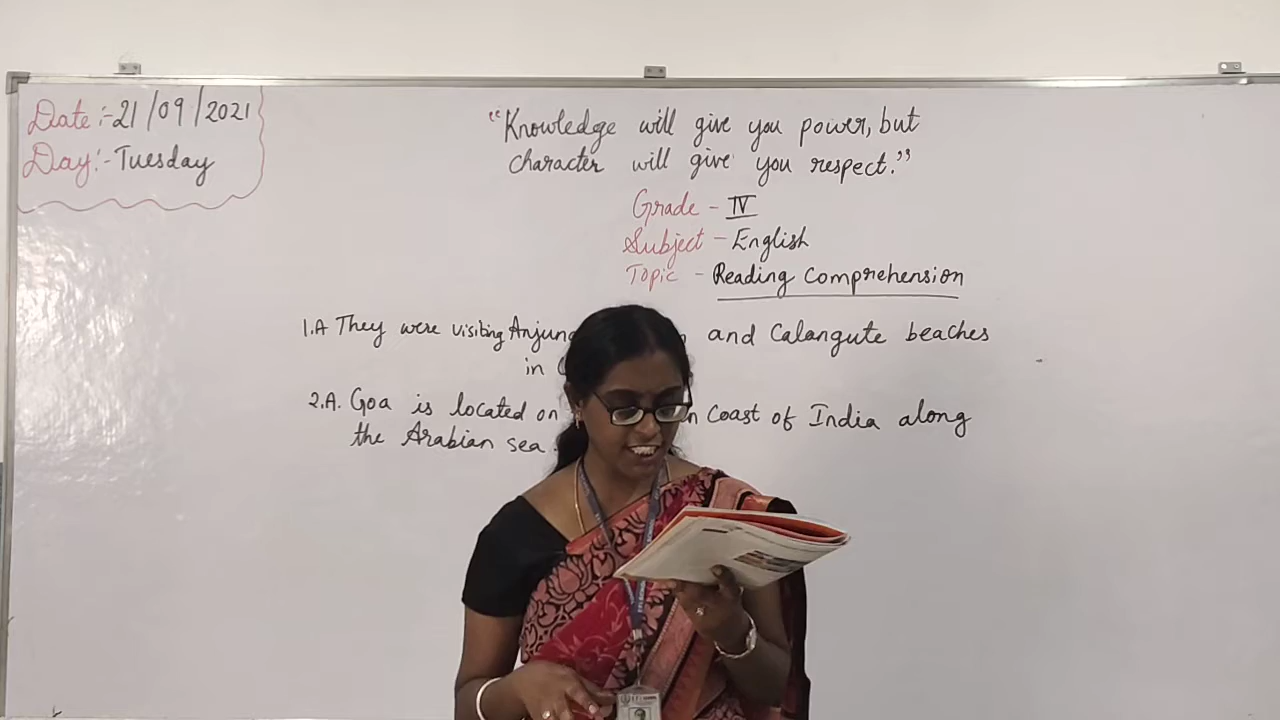 Date :- 21/09/2021
Day :- Tuesday
"Knowledge will give you power, but
character will give you respect."
Grade - IV
Subject - English
Topic - Reading Comprehension
1.A They were visiting and Calangute beaches
in
2.A. Goa is located on Coast of India along
the Arabian sea.